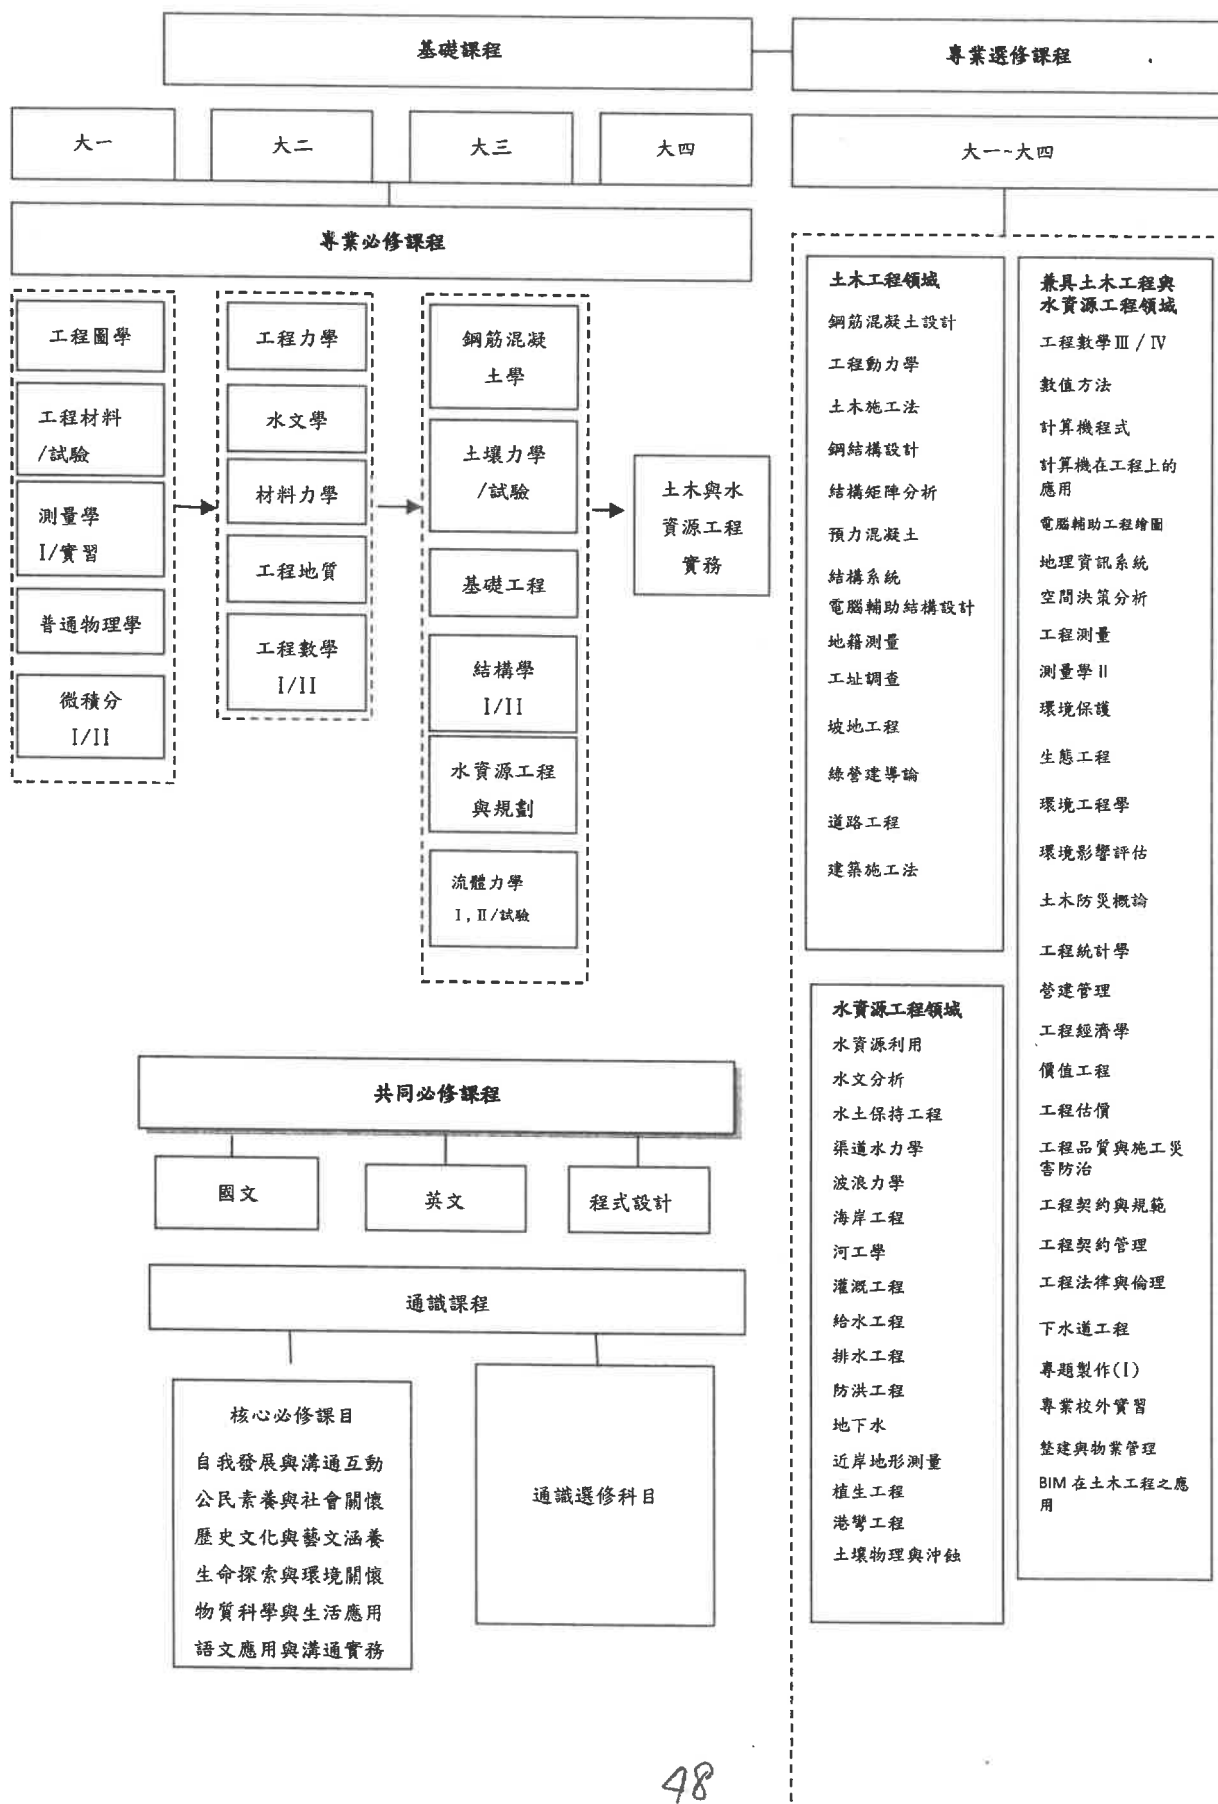 基礎課程
專業選修課程
大一
大二
大三
大四
大一~大四
專業必修課程
工程圖學
工程材料
/試驗
測量學
I/實習
普通物理學
微積分
I/II
工程力學
水文學
材料力學
工程地質
工程數學
I/II
鋼筋混凝
土學
土壤力學
/試驗
基礎工程
結構學
I/II
水資源工程
與規劃
流體力學
I,II/試驗
土木與水
資源工程
實務
土木工程領域
鋼筋混凝土設計
工程動力學
土木施工法
鋼結構設計
結構矩陣分析
預力混凝土
結構系統
電腦輔助結構設計
地籍測量
工址調查
坡地工程
綠營建導論
道路工程
建築施工法
水資源工程領域
水資源利用
水文分析
水土保持工程
渠道水力學
波浪力學
海岸工程
河工學
灌溉工程
給水工程
排水工程
防洪工程
地下水
近岸地形測量
植生工程
港彎工程
土壤物理與沖蝕
兼具土木工程與
水資源工程領域
工程數學Ⅲ/Ⅳ
數值方法
計算機程式
計算機在工程上的
應用
電腦輔助工程繪圖
地理資訊系統
空間決策分析
工程測量
測量學II
環境保護
生態工程
環境工程學
環境影響評估
土木防災概論
工程統計學
營建管理
工程經濟學
價值工程
工程估價
工程品質與施工災
害防治
工程契約與規範
工程契約管理
工程法律與倫理
下水道工程
專題製作(I)
專業校外實習
整建與物業管理
BIM 在土木工程之應
用
共同必修課程
國文
英文
程式設計
通識課程
核心必修課目
自我發展與溝通互動
公民素養與社會關懷
歷史文化與藝文涵養
生命探索與環境關懷
物質科學與生活應用
語文應用與溝通實務
通識選修科目
48